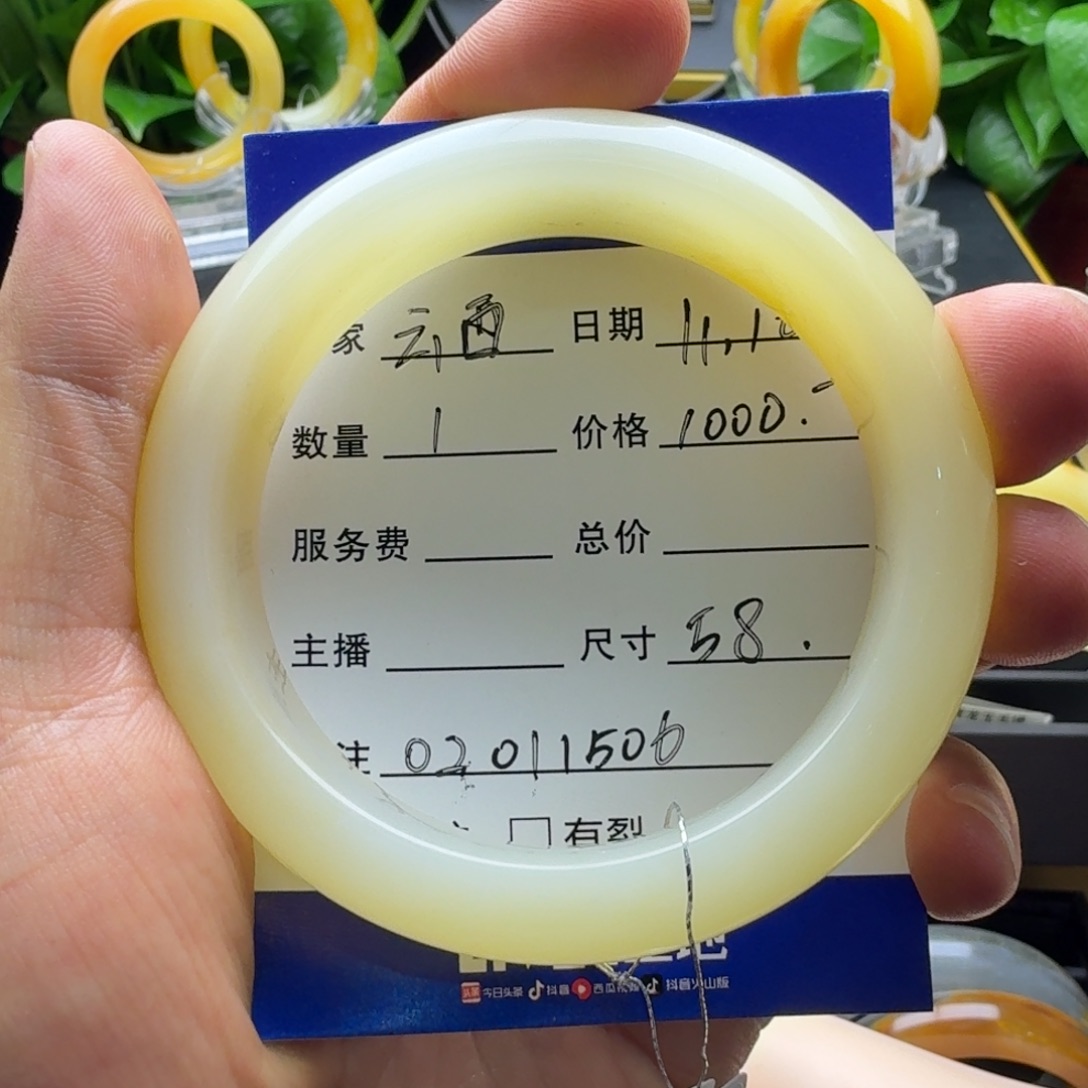 家 云酉 日期 11.1
数量 1 价格 1000.-
服务费 总价
主播 尺寸 58.
注 02011506
□有裂
今日头条 抖音 西瓜视频 抖音火山版